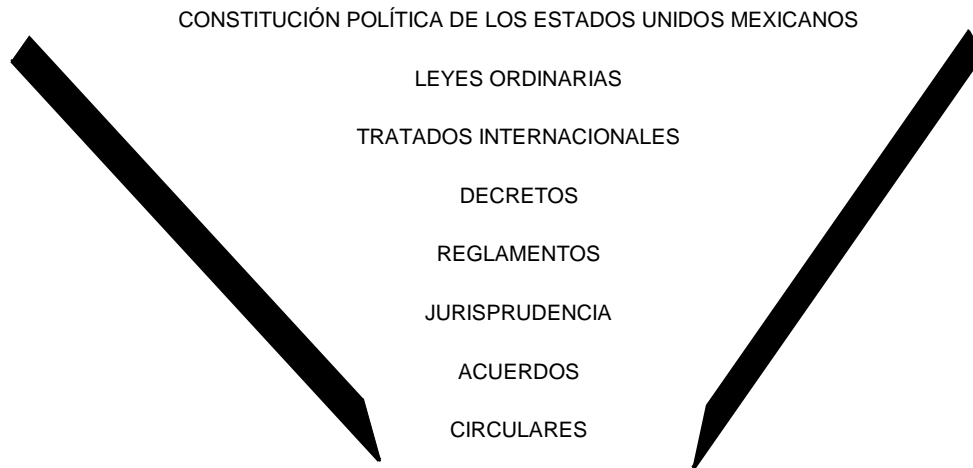 CONSTITUCIÓN POLÍTICA DE LOS ESTADOS UNIDOS MEXICANOS
LEYES ORDINARIAS
TRATADOS INTERNACIONALES
DECRETOS
REGLAMENTOS
JURISPRUDENCIA
ACUERDOS
CIRCULARES